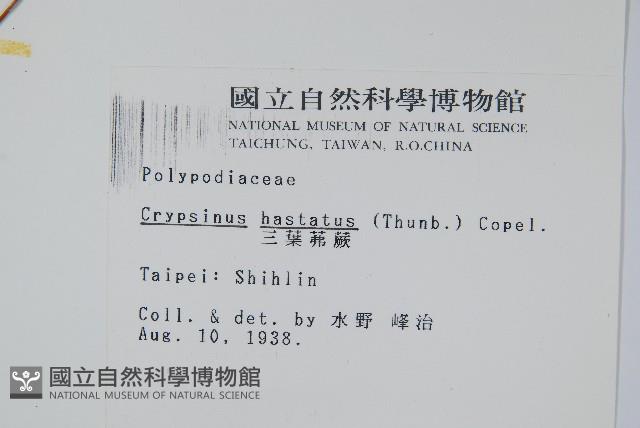 國立自然科學博物館
NATIONAL MUSEUM OF NATURAL SCIENCE
TAICHUNG, TAIWAN, R.O.CHINA
Polypodiaceae
Crypsinus hastatus (Thunb.) Copel.
三葉茀蕨
Taipei: Shihlin
Coll. & det. by 水野 峰治
Aug. 10, 1938.
國立自然科學博物館
NATIONAL MUSEUM OF NATURAL SCIENCE